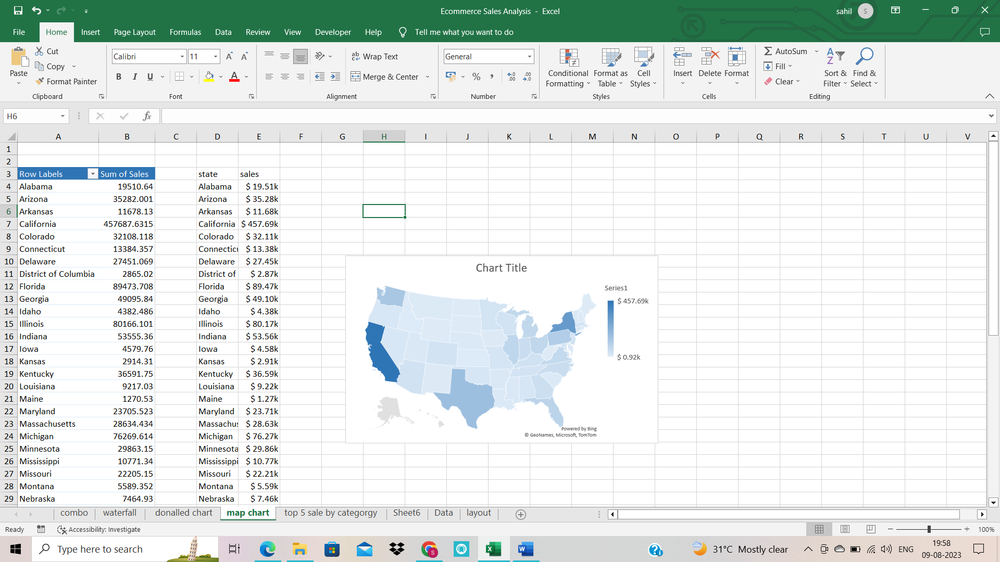 Ecommerce Sales Analysis - Excel
sahil S
File Home Insert Page Layout Formulas Data Review View Developer Help Tell me what you want to do
Paste
Cut
Copy
Format Painter
Clipboard
Calibri 11
B I U
Font
Wrap Text
Merge & Center
Alignment
General
Number
Conditional Formatting
Format as Table
Cell Styles
Styles
Insert Delete Format
Cells
AutoSum
Fill
Clear
Sort & Filter
Find & Select
Editing
H6
fx
A B C D E F G H I J K L M N O P Q R S T U V
1
2
3 Row Labels Sum of Sales state sales
4 Alabama 19510.64 Alabama $ 19.51k
5 Arizona 35282.001 Arizona $ 35.28k
6 Arkansas 11678.13 Arkansas $ 11.68k
7 California 457687.6315 California $ 457.69k
8 Colorado 32108.118 Colorado $ 32.11k
9 Connecticut 13384.357 Connecticu $ 13.38k
10 Delaware 27451.069 Delaware $ 27.45k
11 District of Columbia 2865.02 District of $ 2.87k
12 Florida 89473.708 Florida $ 89.47k
13 Georgia 49095.84 Georgia $ 49.10k
14 Idaho 4382.486 Idaho $ 4.38k
15 Illinois 80166.101 Illinois $ 80.17k
16 Indiana 53555.36 Indiana $ 53.56k
17 Iowa 4579.76 Iowa $ 4.58k
18 Kansas 2914.31 Kansas $ 2.91k
19 Kentucky 36591.75 Kentucky $ 36.59k
20 Louisiana 9217.03 Louisiana $ 9.22k
21 Maine 1270.53 Maine $ 1.27k
22 Maryland 23705.523 Maryland $ 23.71k
23 Massachusetts 28634.434 Massachus $ 28.63k
24 Michigan 76269.614 Michigan $ 76.27k
25 Minnesota 29863.15 Minnesota $ 29.86k
26 Mississippi 10771.34 Mississippi $ 10.77k
27 Missouri 22205.15 Missouri $ 22.21k
28 Montana 5589.352 Montana $ 5.59k
29 Nebraska 7464.93 Nebraska $ 7.46k
Chart Title
Series1
$ 457.69k
$ 0.92k
Powered by Bing
© GeoNames, Microsoft, TomTom
combo waterfall donalled chart map chart top 5 sale by categorgy Sheet6 Data layout
Ready Accessibility: Investigate 100%
Type here to search
31°C Mostly clear
ENG
19:58
09-08-2023